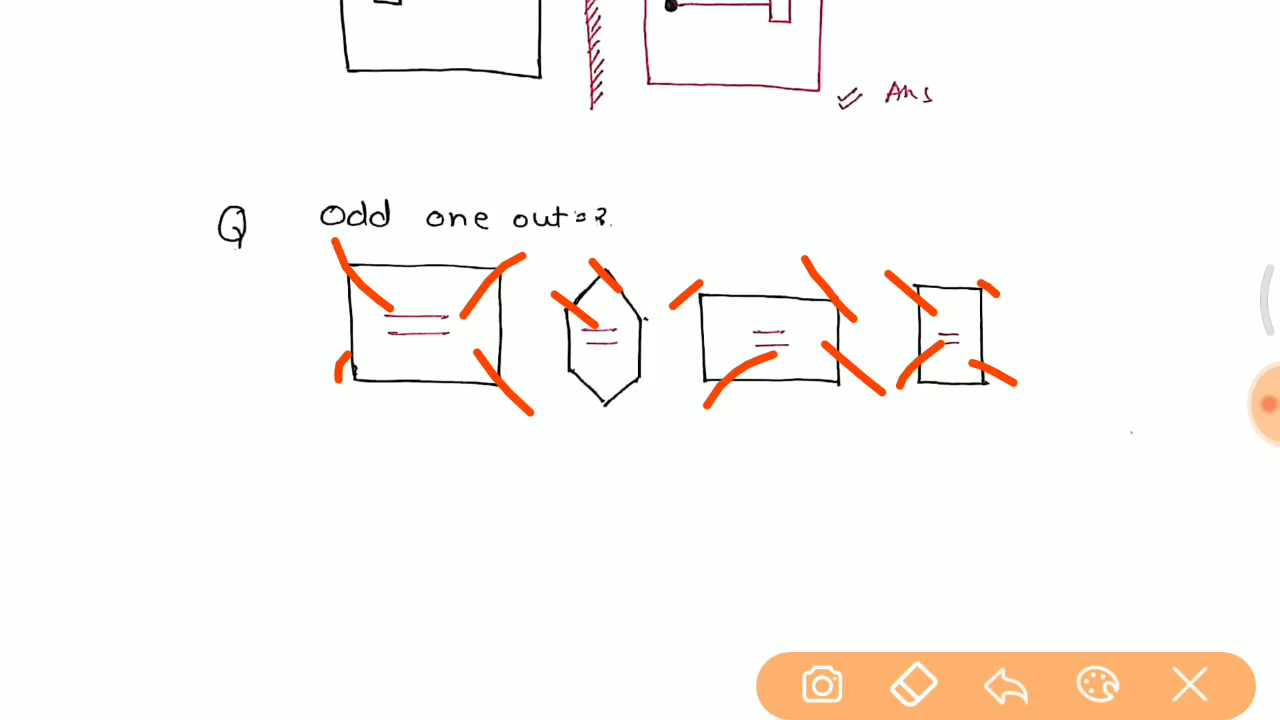 Ans
Q Odd one out = ?